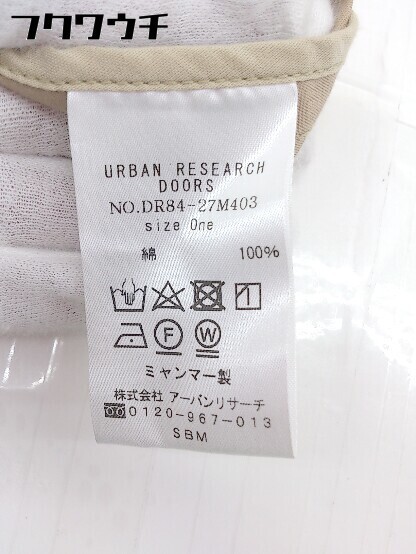 フクワウチ
URBAN RESEARCH
DOORS
NO.DR84-27M403
size One
綿 100%
F W
ミャンマー製
株式会社 アーバンリサーチ
0120-967-013
SBM